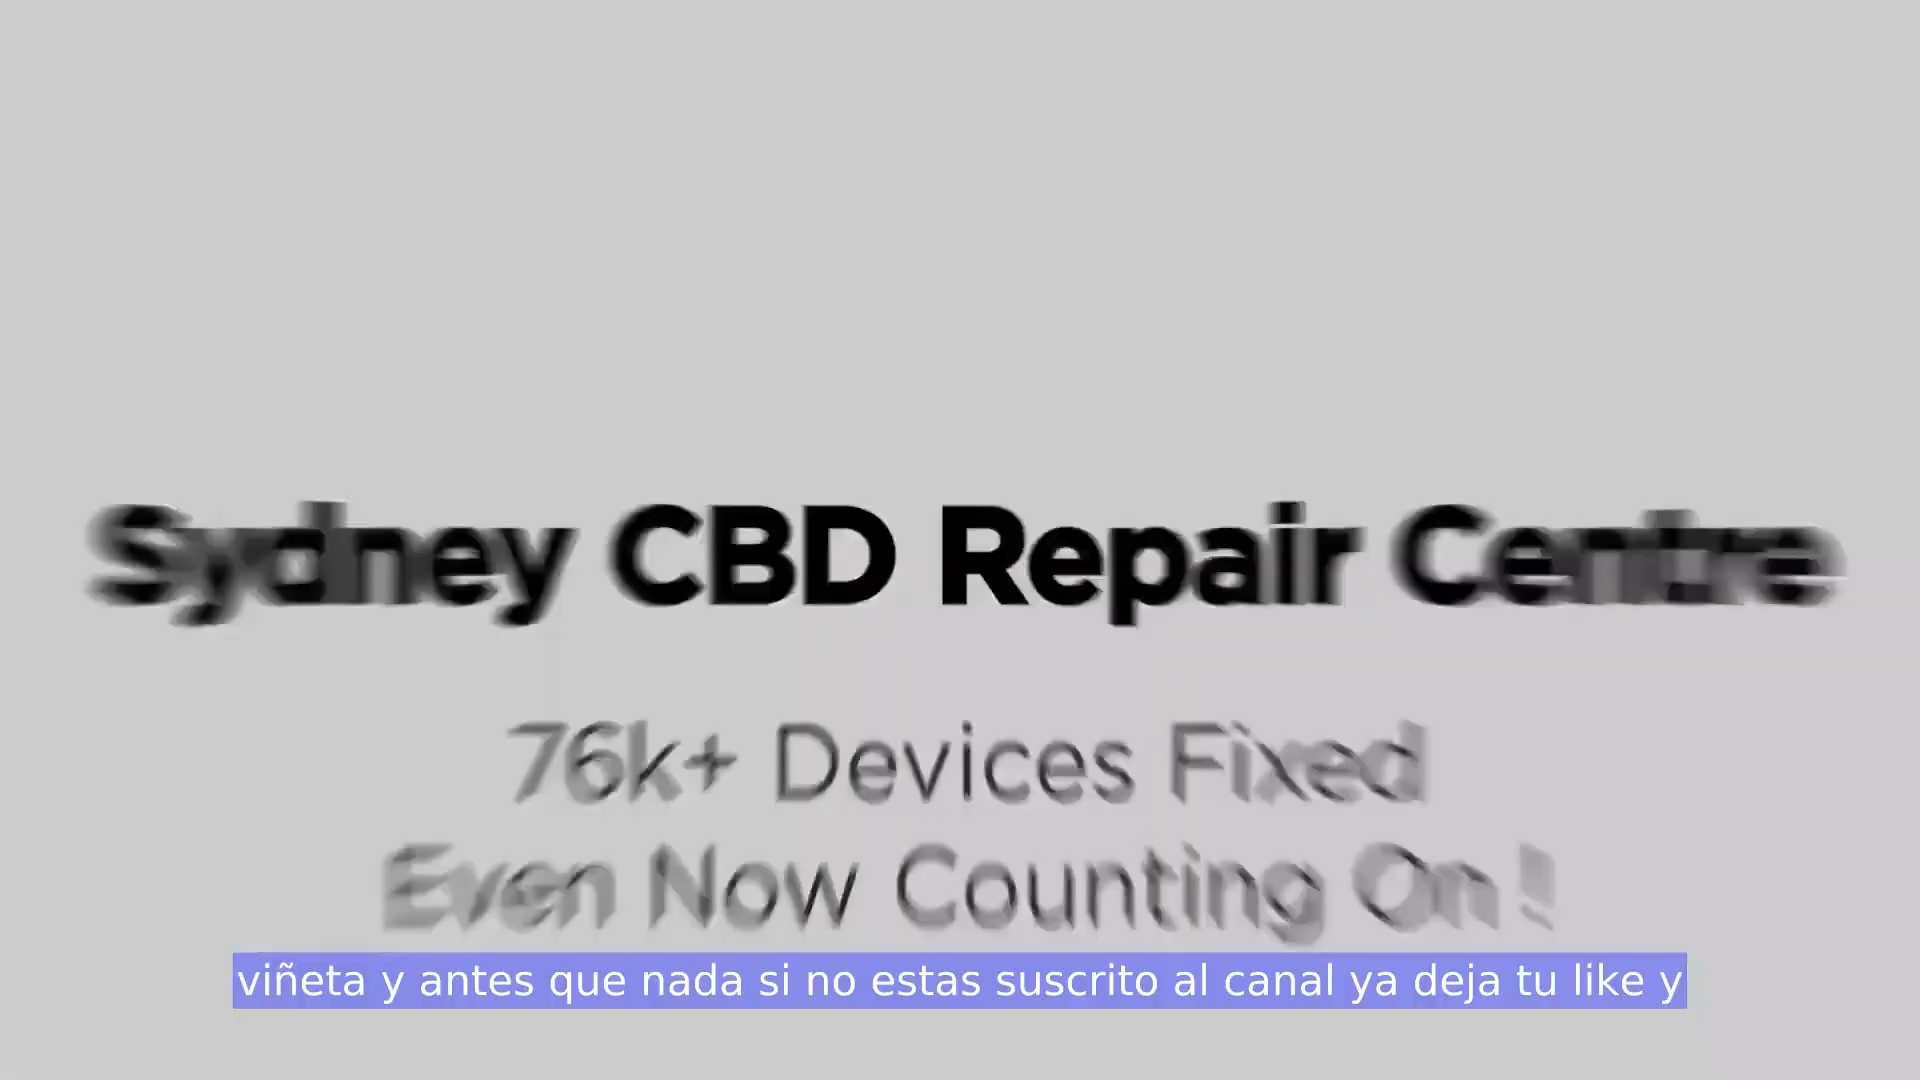 Sydney CBD Repair Centre
76k+ Devices Fixed
Even Now Counting On !
viñeta y antes que nada si no estas suscrito al canal ya deja tu like y